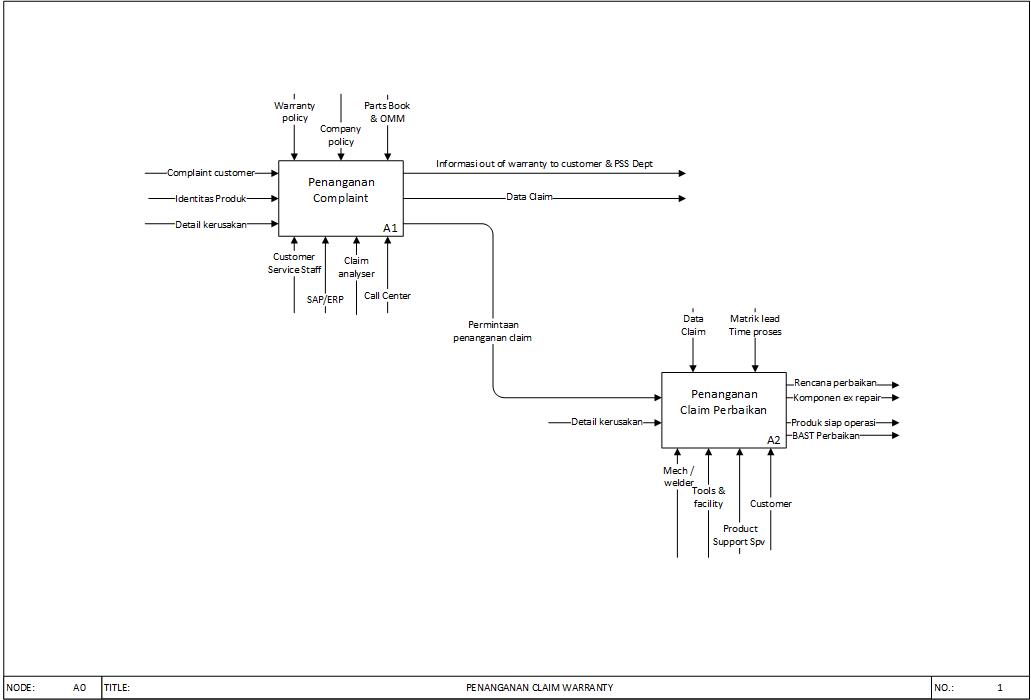 Warranty
policy
Company
policy
Parts Book
& OMM
Complaint customer
Identitas Produk
Detail kerusakan
Penanganan
Complaint
A1
Informasi out of warranty to customer & PSS Dept
Data Claim
Customer
Service Staff
SAP/ERP
Claim
analyser
Call Center
Permintaan
penanganan claim
Data
Claim
Matrik lead
Time proses
Detail kerusakan
Penanganan
Claim Perbaikan
A2
Rencana perbaikan
Komponen ex repair
Produk siap operasi
BAST Perbaikan
Mech /
welder
Tools &
facility
Product
Support Spv
Customer
NODE: A0 TITLE: PENANGANAN CLAIM WARRANTY NO.: 1